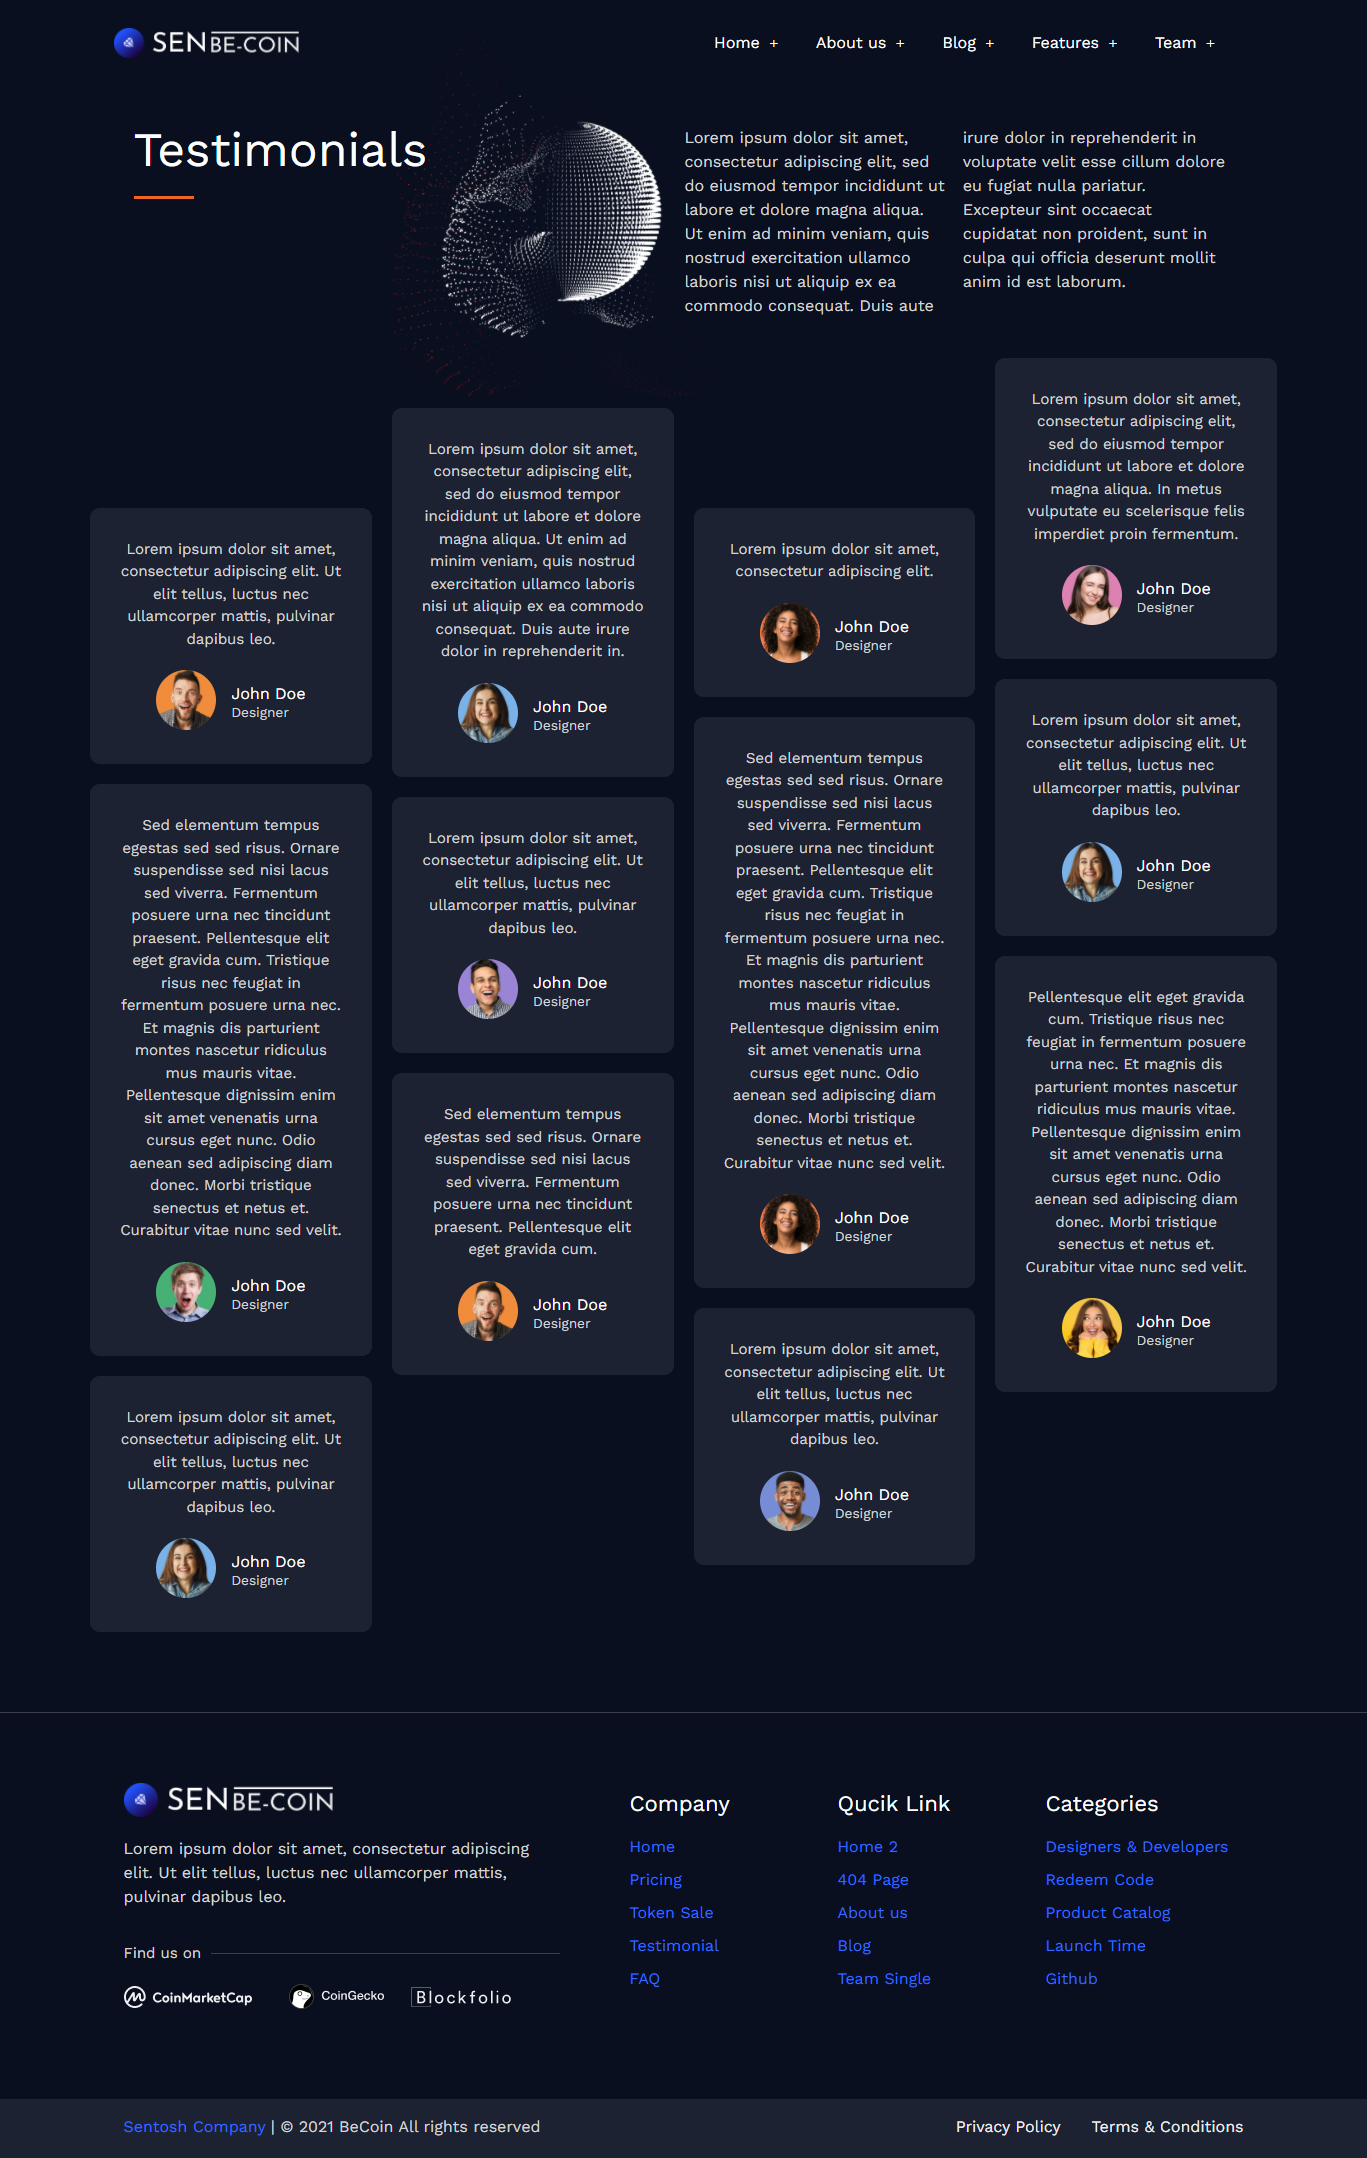 SENBE-COIN
Home +
About us +
Blog +
Features +
Team +
Testimonials
Lorem ipsum dolor sit amet,
consectetur adipiscing elit, sed
do eiusmod tempor incididunt ut
labore et dolore magna aliqua.
Ut enim ad minim veniam, quis
nostrud exercitation ullamco
laboris nisi ut aliquip ex ea
commodo consequat. Duis aute
irure dolor in reprehenderit in
voluptate velit esse cillum dolore
eu fugiat nulla pariatur.
Excepteur sint occaecat
cupidatat non proident, sunt in
culpa qui officia deserunt mollit
anim id est laborum.
Lorem ipsum dolor sit amet,
consectetur adipiscing elit. Ut
elit tellus, luctus nec
ullamcorper mattis, pulvinar
dapibus leo.
John Doe
Designer
Sed elementum tempus
egestas sed sed risus. Ornare
suspendisse sed nisi lacus
sed viverra. Fermentum
posuere urna nec tincidunt
praesent. Pellentesque elit
eget gravida cum. Tristique
risus nec feugiat in
fermentum posuere urna nec.
Et magnis dis parturient
montes nascetur ridiculus
mus mauris vitae.
Pellentesque dignissim enim
sit amet venenatis urna
cursus eget nunc. Odio
aenean sed adipiscing diam
donec. Morbi tristique
senectus et netus et.
Curabitur vitae nunc sed velit.
John Doe
Designer
Lorem ipsum dolor sit amet,
consectetur adipiscing elit. Ut
elit tellus, luctus nec
ullamcorper mattis, pulvinar
dapibus leo.
John Doe
Designer
Lorem ipsum dolor sit amet,
consectetur adipiscing elit,
sed do eiusmod tempor
incididunt ut labore et dolore
magna aliqua. Ut enim ad
minim veniam, quis nostrud
exercitation ullamco laboris
nisi ut aliquip ex ea commodo
consequat. Duis aute irure
dolor in reprehenderit in.
John Doe
Designer
Lorem ipsum dolor sit amet,
consectetur adipiscing elit. Ut
elit tellus, luctus nec
ullamcorper mattis, pulvinar
dapibus leo.
John Doe
Designer
Sed elementum tempus
egestas sed sed risus. Ornare
suspendisse sed nisi lacus
sed viverra. Fermentum
posuere urna nec tincidunt
praesent. Pellentesque elit
eget gravida cum.
John Doe
Designer
Lorem ipsum dolor sit amet,
consectetur adipiscing elit.
John Doe
Designer
Sed elementum tempus
egestas sed sed risus. Ornare
suspendisse sed nisi lacus
sed viverra. Fermentum
posuere urna nec tincidunt
praesent. Pellentesque elit
eget gravida cum. Tristique
risus nec feugiat in
fermentum posuere urna nec.
Et magnis dis parturient
montes nascetur ridiculus
mus mauris vitae.
Pellentesque dignissim enim
sit amet venenatis urna
cursus eget nunc. Odio
aenean sed adipiscing diam
donec. Morbi tristique
senectus et netus et.
Curabitur vitae nunc sed velit.
John Doe
Designer
Lorem ipsum dolor sit amet,
consectetur adipiscing elit. Ut
elit tellus, luctus nec
ullamcorper mattis, pulvinar
dapibus leo.
John Doe
Designer
Lorem ipsum dolor sit amet,
consectetur adipiscing elit,
sed do eiusmod tempor
incididunt ut labore et dolore
magna aliqua. In metus
vulputate eu scelerisque felis
imperdiet proin fermentum.
John Doe
Designer
Lorem ipsum dolor sit amet,
consectetur adipiscing elit. Ut
elit tellus, luctus nec
ullamcorper mattis, pulvinar
dapibus leo.
John Doe
Designer
Pellentesque elit eget gravida
cum. Tristique risus nec
feugiat in fermentum posuere
urna nec. Et magnis dis
parturient montes nascetur
ridiculus mus mauris vitae.
Pellentesque dignissim enim
sit amet venenatis urna
cursus eget nunc. Odio
aenean sed adipiscing diam
donec. Morbi tristique
senectus et netus et.
Curabitur vitae nunc sed velit.
John Doe
Designer
SENBE-COIN
Lorem ipsum dolor sit amet, consectetur adipiscing
elit. Ut elit tellus, luctus nec ullamcorper mattis,
pulvinar dapibus leo.
Find us on
CoinMarketCap
CoinGecko
Blockfolio
Company
Home
Pricing
Token Sale
Testimonial
FAQ
Qucik Link
Home 2
404 Page
About us
Blog
Team Single
Categories
Designers & Developers
Redeem Code
Product Catalog
Launch Time
Github
Sentosh Company | © 2021 BeCoin All rights reserved
Privacy Policy
Terms & Conditions